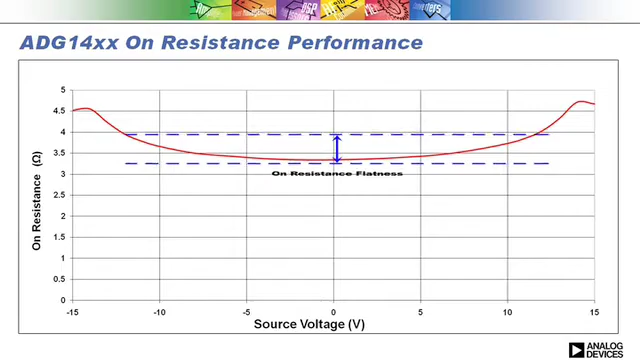 ADG14xx On Resistance Performance
5
4.5
4
3.5
3
2.5
2
1.5
1
0.5
0
On Resistance (Ω)
On Resistance Flatness
-15 -10 -5 0 5 10 15
Source Voltage (V)
ANALOG
DEVICES